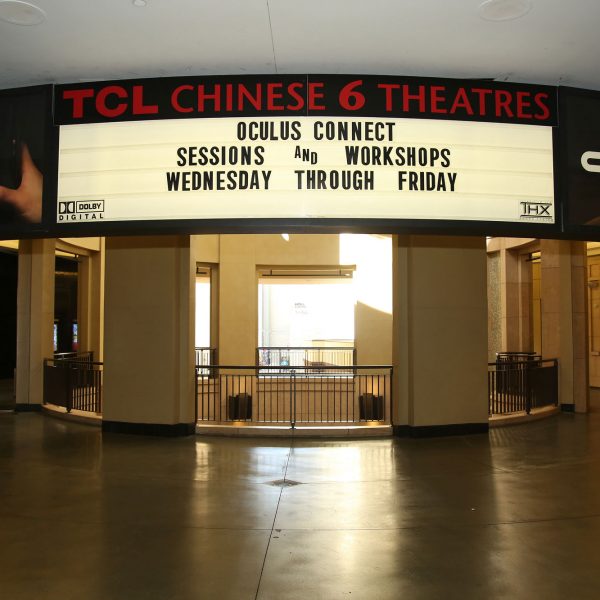 TCL CHINESE 6 THEATRES
OCULUS CONNECT
SESSIONS AND WORKSHOPS
WEDNESDAY THROUGH FRIDAY
DOLBY
DIGITAL
THX